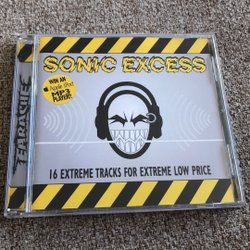 SONIC EXCESS
WIN AN
Apple iPod
MP3
PLAYER!
EARACHE
16 EXTREME TRACKS FOR EXTREME LOW PRICE